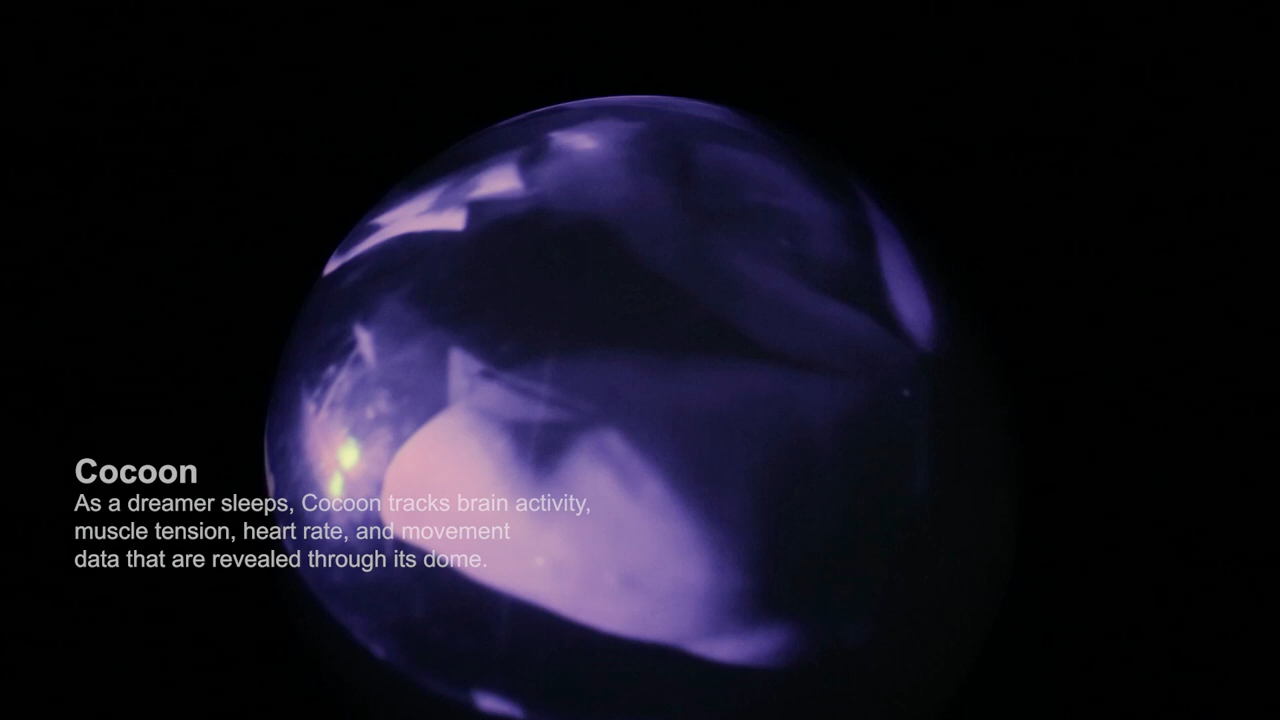 Cocoon
As a dreamer sleeps, Cocoon tracks brain activity,
muscle tension, heart rate, and movement
data that are revealed through its dome.